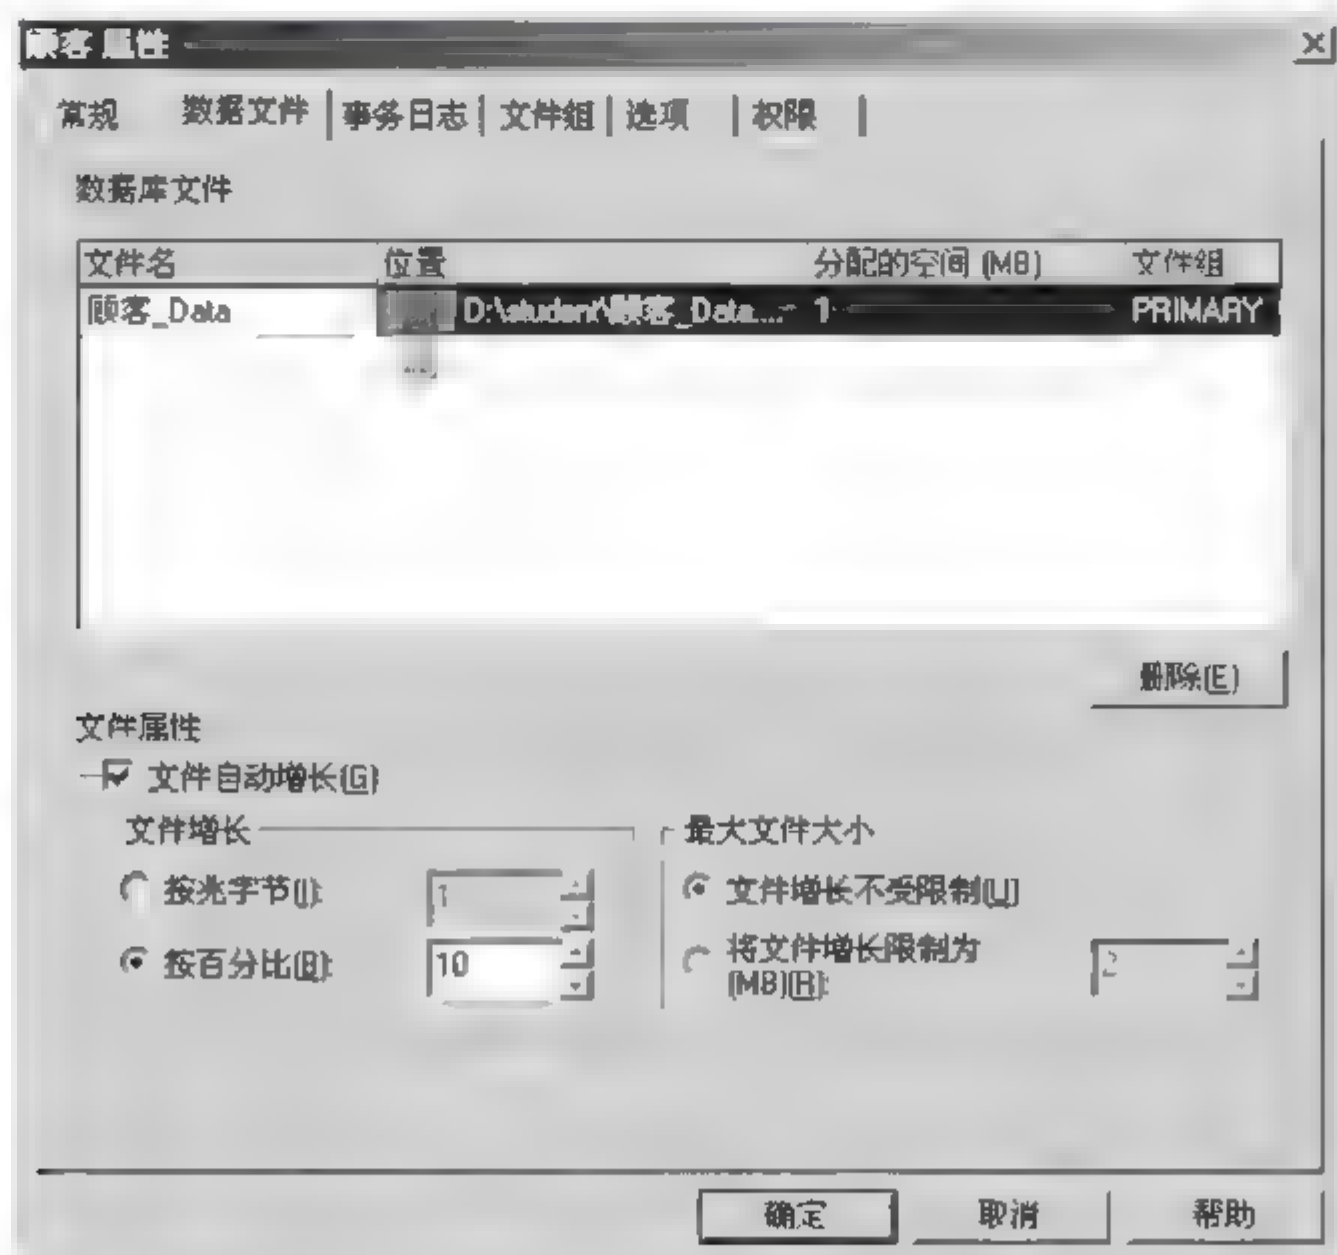 顾客 属性
常规 数据文件 事务日志 文件组 选项 权限
数据库文件
文件名 位置 分配的空间 (MB) 文件组
顾客_Data D:\student\顾客_Data... 1 PRIMARY
...
删除(E)
文件属性
文件自动增长(G)
文件增长 最大文件大小
按兆字节(I): 1 文件增长不受限制(U)
按百分比(B): 10 将文件增长限制为
(MB)(R): 2
确定 取消 帮助